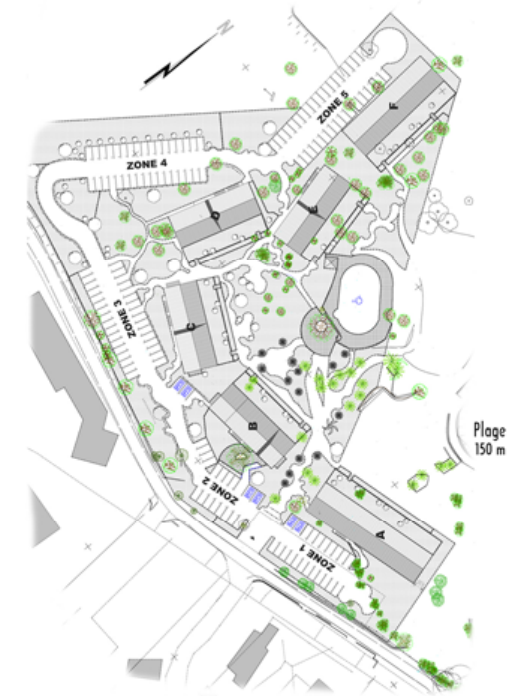 N
ZONE 5
F
ZONE 4
D
E
ZONE 3
C
Plage
150 m
B
ZONE 2
A
ZONE 1